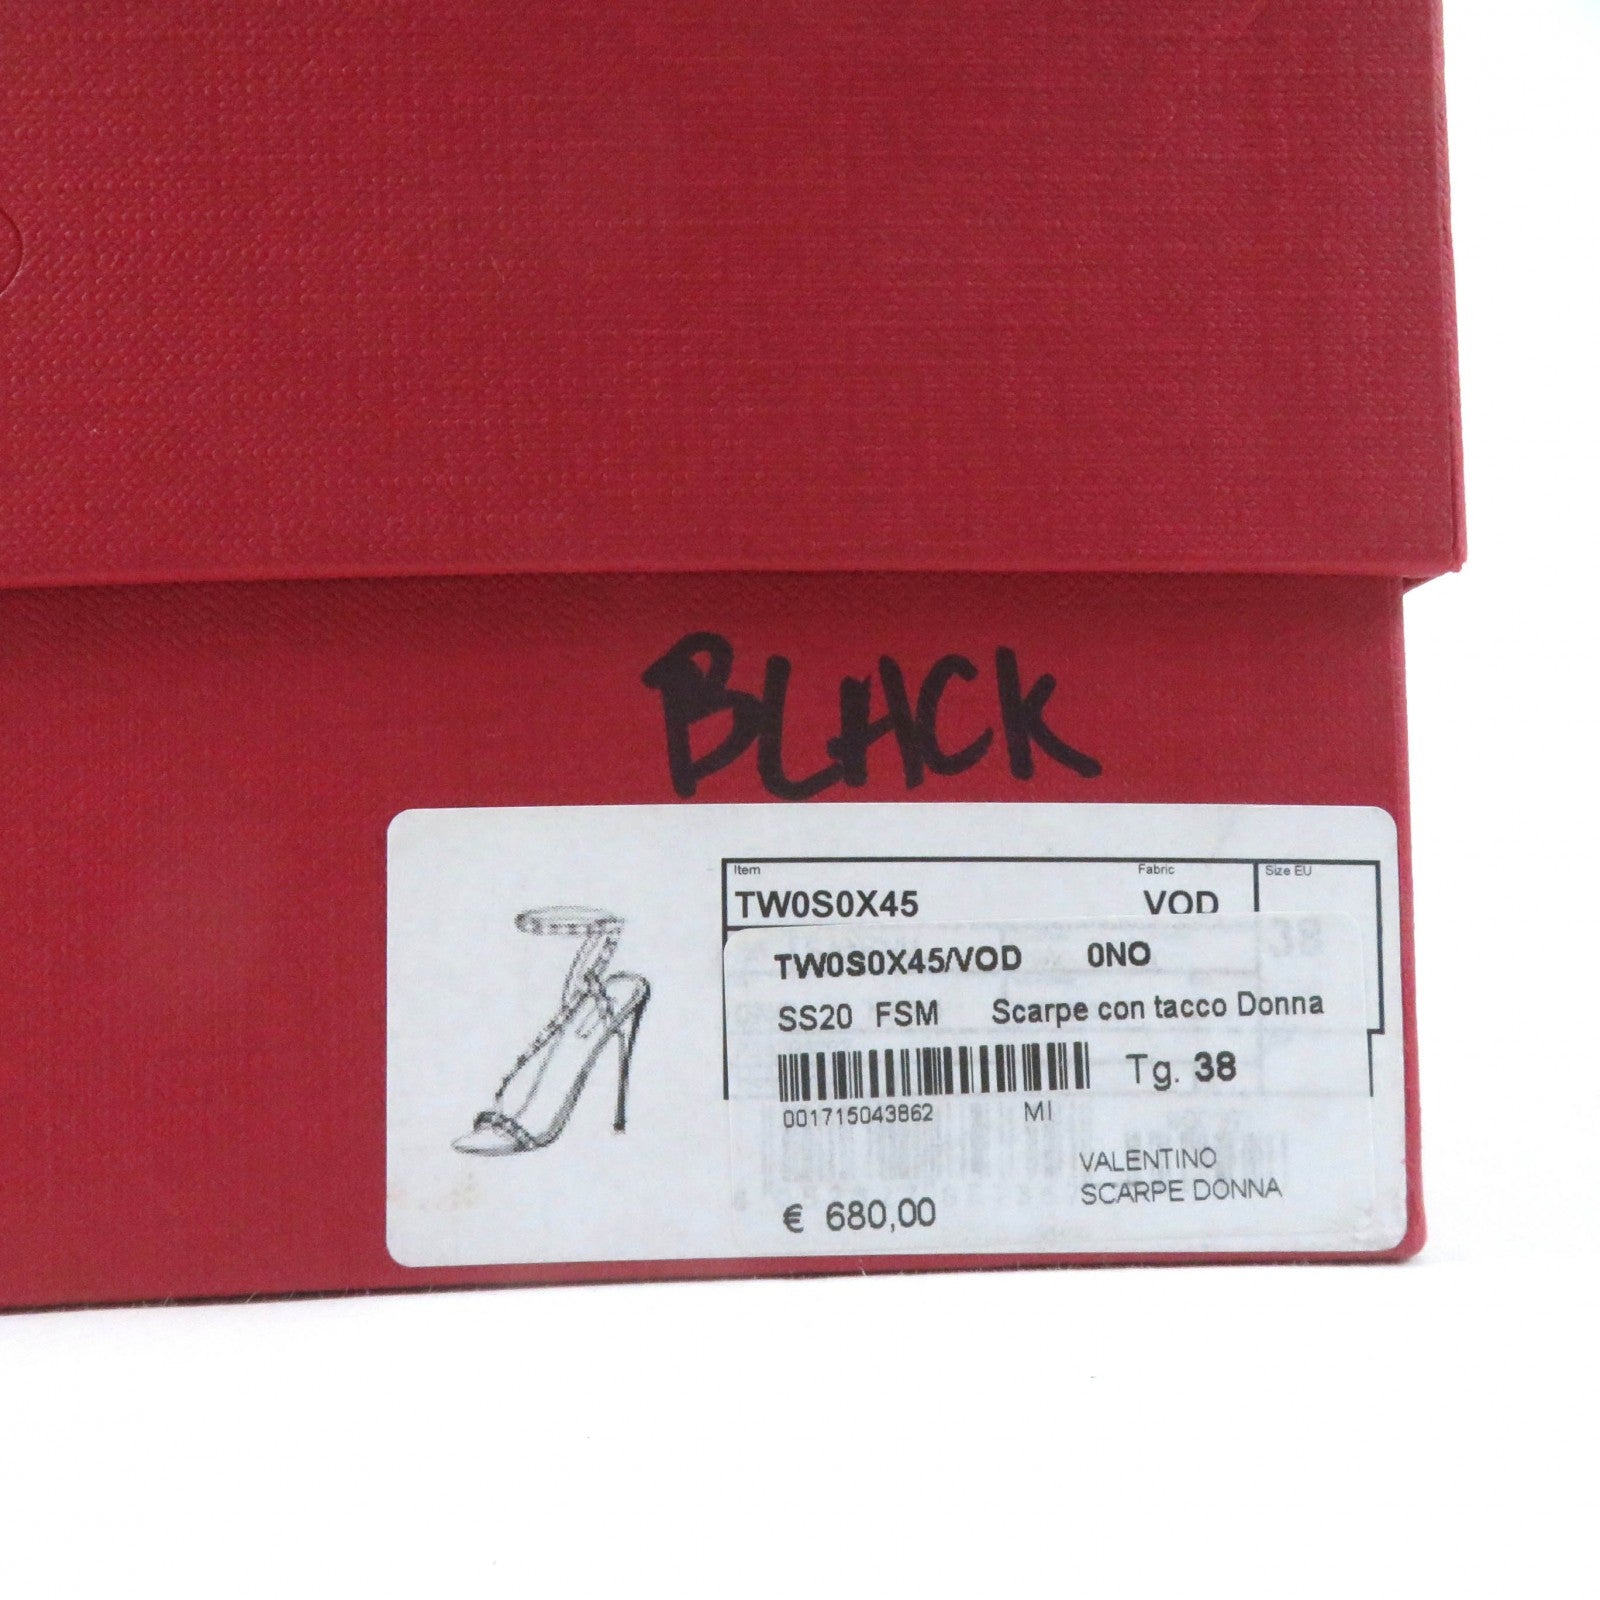 BLACK
Item Fabric Size EU
TW0S0X45 VOD
38
TW0S0X45/VOD 0NO
SS20 FSM Scarpe con tacco Donna
Tg. 38
001715043862 MI
VALENTINO
SCARPE DONNA
€ 680,00